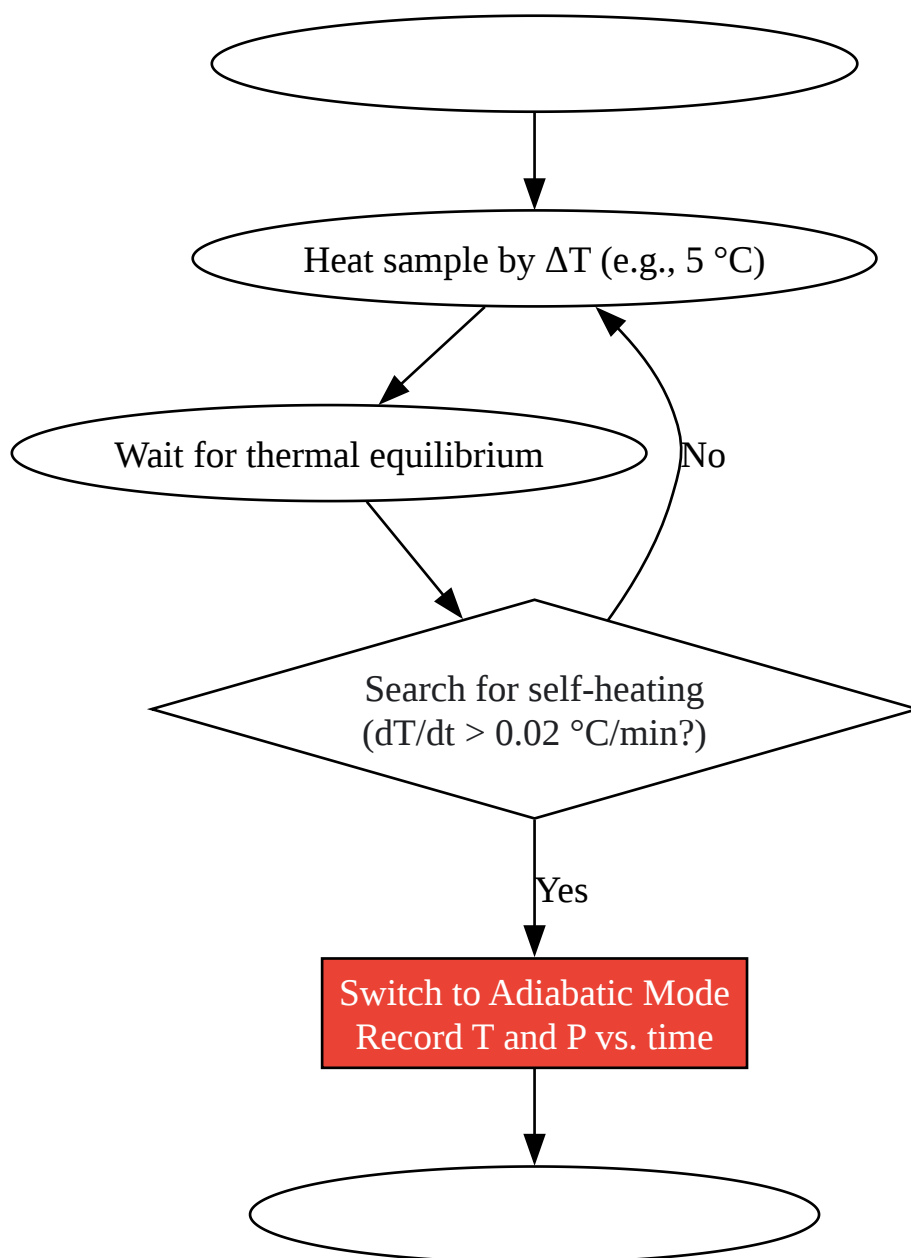 Heat sample by ΔT (e.g., 5 °C)
Wait for thermal equilibrium
No
Search for self-heating
(dT/dt > 0.02 °C/min?)
Yes
Switch to Adiabatic Mode
Record T and P vs. time